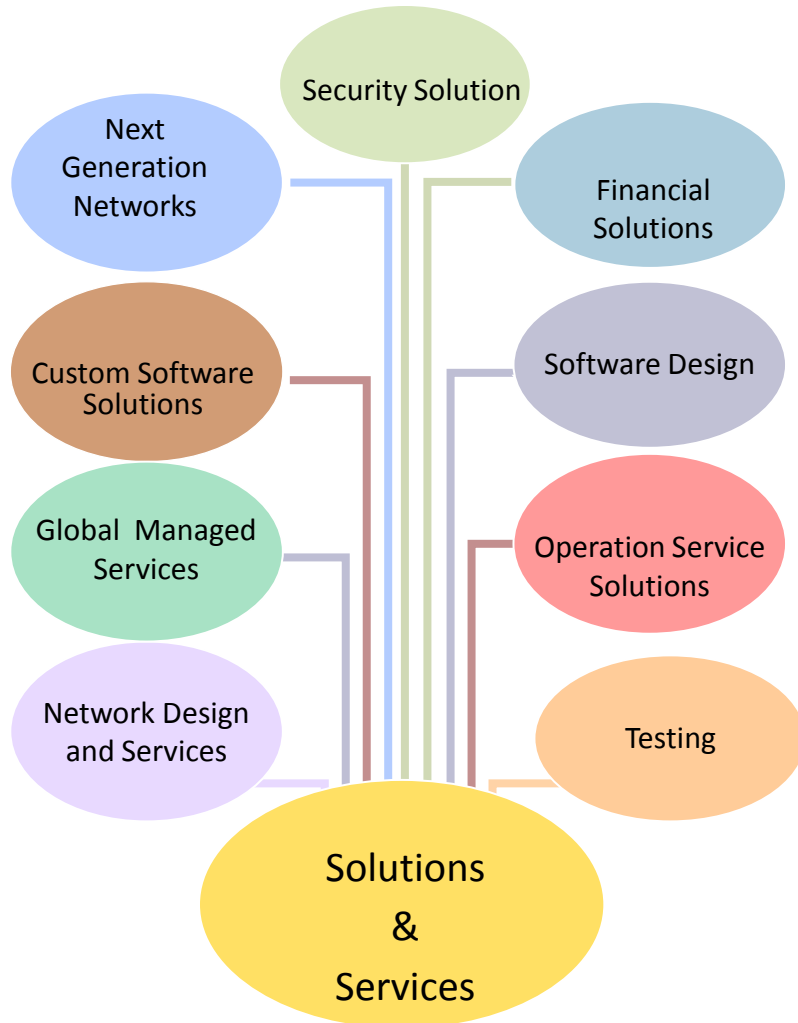 Security Solution
Next
Generation
Networks
Financial
Solutions
Custom Software
Solutions
Software Design
Global  Managed
Services
Operation Service
Solutions
Network Design
and Services
Testing
Solutions
&
Services